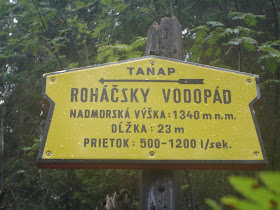 TANAP
ROHÁČSKY VODOPÁD
NADMORSKÁ VÝŠKA : 1340 m n. m.
DĹŽKA : 23 m
PRIETOK : 500-1200 l/sek.